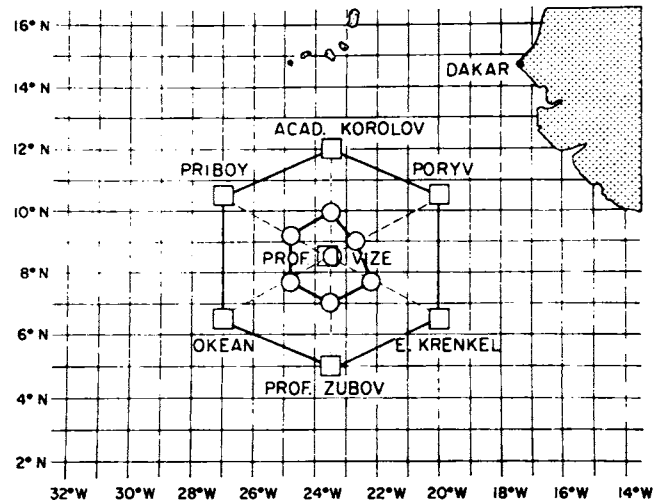 16° N
14° N
12° N
10° N
8° N
6° N
4° N
2° N
DAKAR
ACAD. KOROLOV
PRIBOY
PORYV
PROF. VIZE
OKEAN
E. KRENKEL
PROF. ZUBOV
32°W 30°W 28°W 26°W 24°W 22°W 20°W 18°W 16°W 14°W